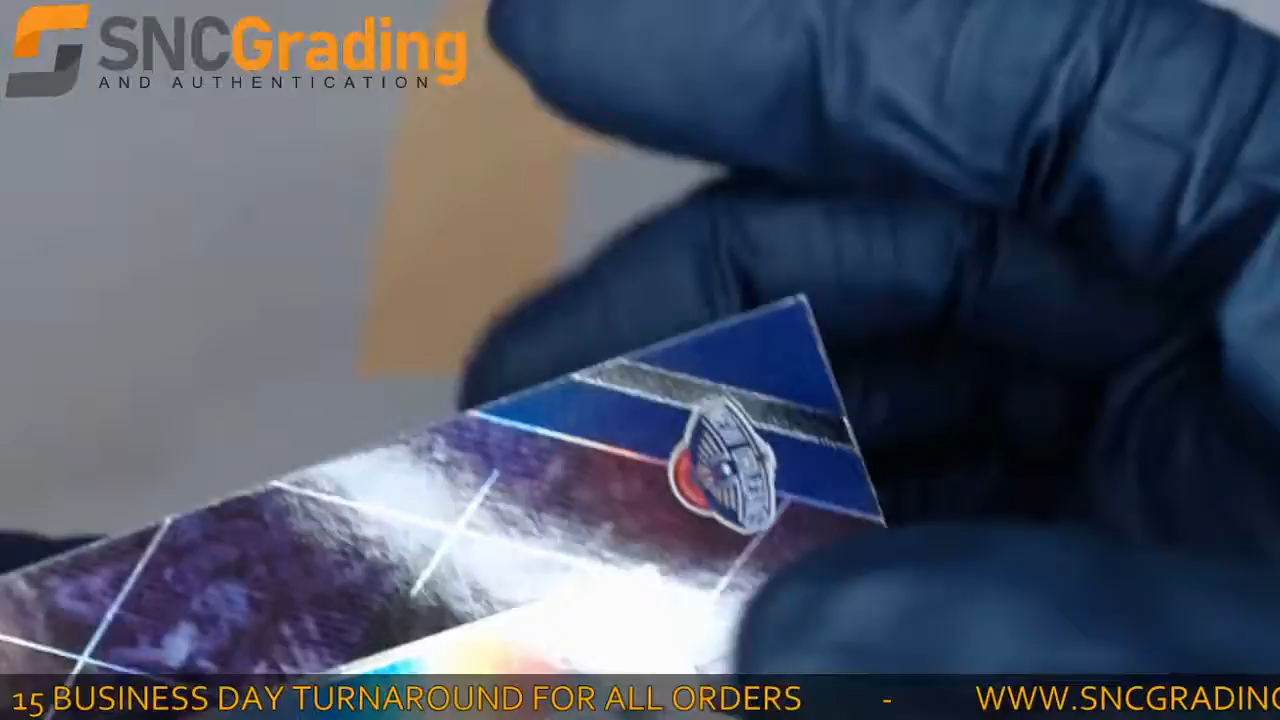 SNCGrading
AND AUTHENTICATION
15 BUSINESS DAY TURNAROUND FOR ALL ORDERS - WWW.SNCGRADING